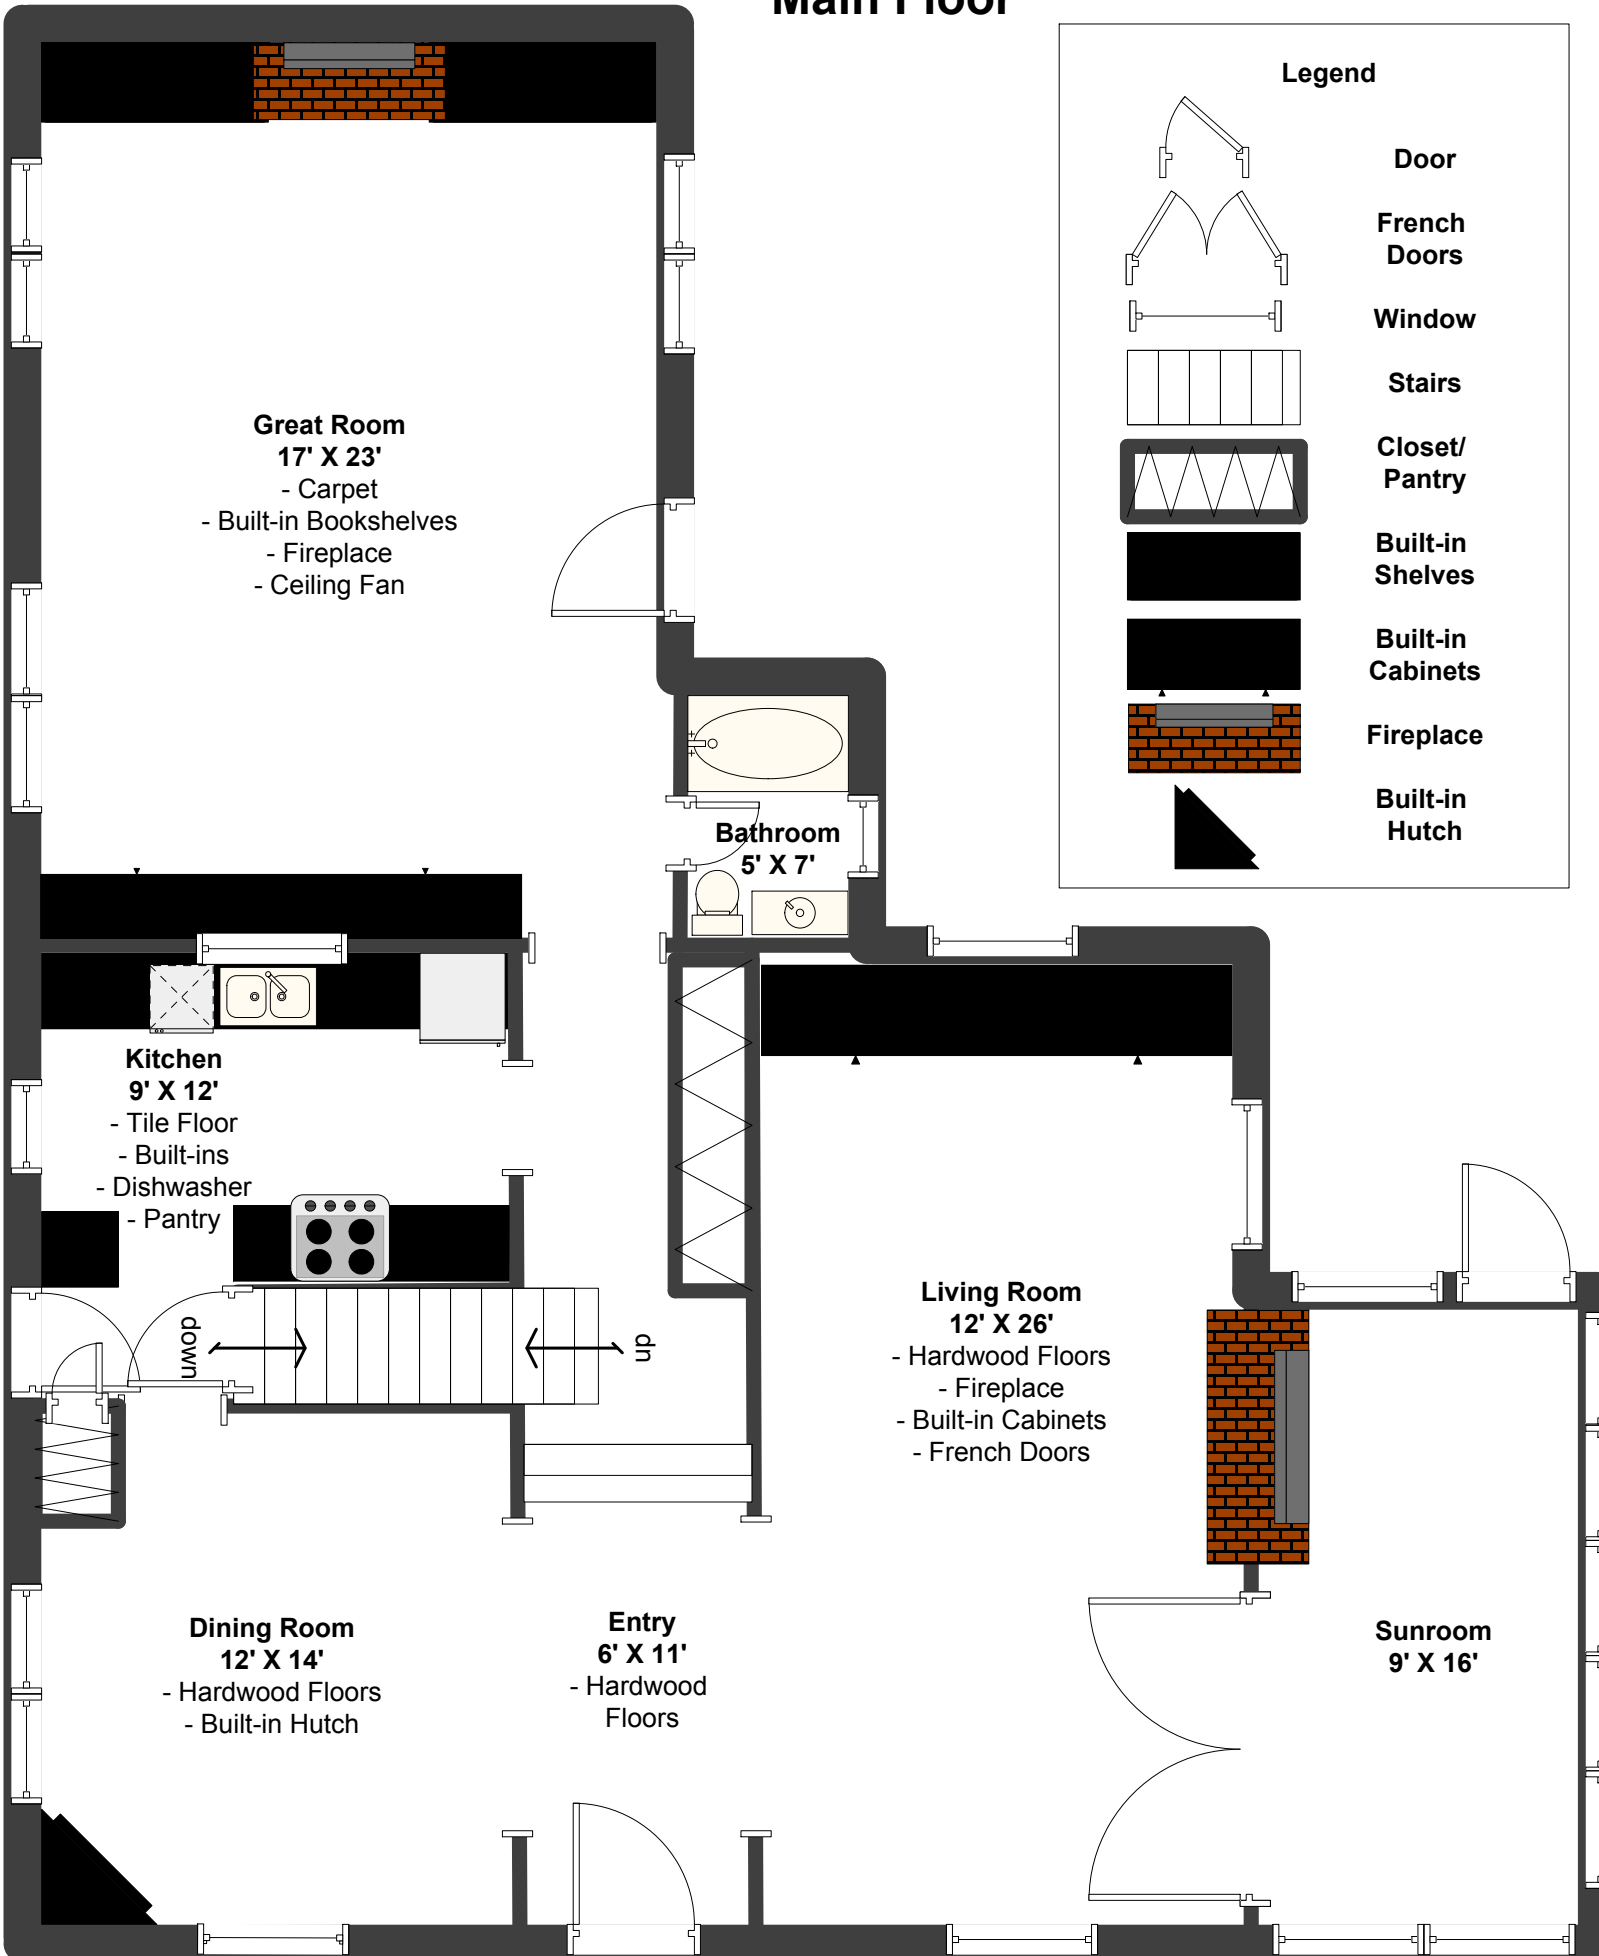 Main Floor
Legend
Door
French
Doors
Window
Stairs
Closet/
Pantry
Built-in
Shelves
Built-in
Cabinets
Fireplace
Built-in
Hutch
Great Room
17' X 23'
- Carpet
- Built-in Bookshelves
- Fireplace
- Ceiling Fan
Bathroom
5' X 7'
Kitchen
9' X 12'
- Tile Floor
- Built-ins
- Dishwasher
- Pantry
down
up
Living Room
12' X 26'
- Hardwood Floors
- Fireplace
- Built-in Cabinets
- French Doors
Dining Room
12' X 14'
- Hardwood Floors
- Built-in Hutch
Entry
6' X 11'
- Hardwood
Floors
Sunroom
9' X 16'